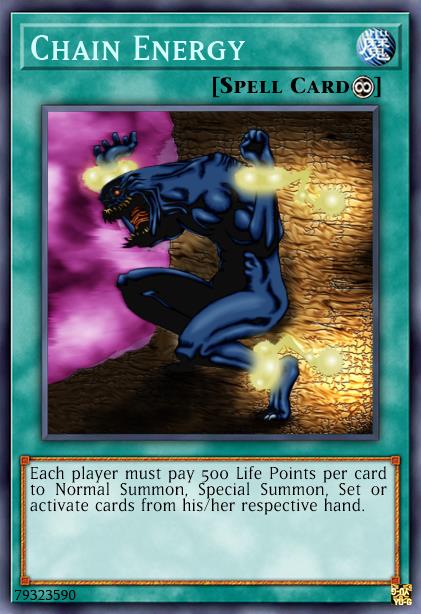 Chain Energy
[Spell Card]
Each player must pay 500 Life Points per card
to Normal Summon, Special Summon, Set or
activate cards from his/her respective hand.
79323590